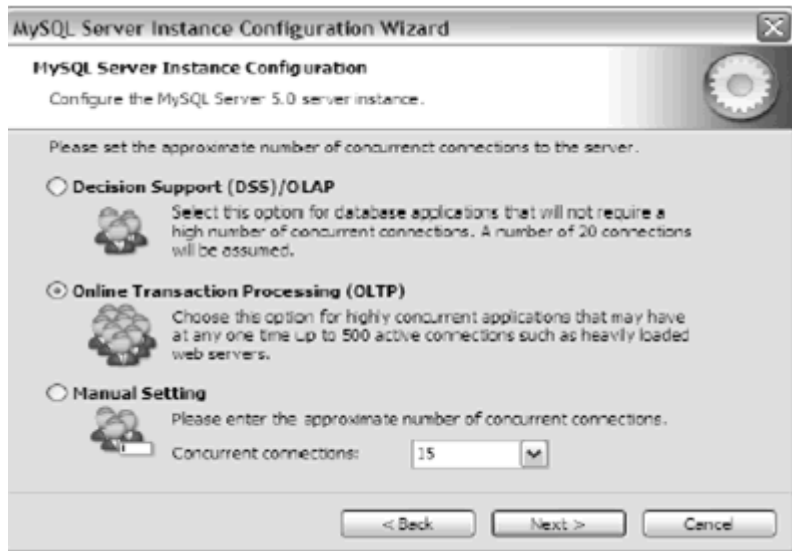 MySQL Server Instance Configuration Wizard
MySQL Server Instance Configuration
Configure the MySQL Server 5.0 server instance.
Please set the approximate number of concurrenct connections to the server.
Decision Support (DSS)/OLAP
Select this option for database applications that will not require a
high number of concurrent connections. A number of 20 connections
will be assumed.
Online Transaction Processing (OLTP)
Choose this option for highly concurrent applications that may have
at any one time up to 500 active connections such as heavily loaded
web servers.
Manual Setting
Please enter the approximate number of concurrent connections.
Concurrent connections: 15
< Back Next > Cancel